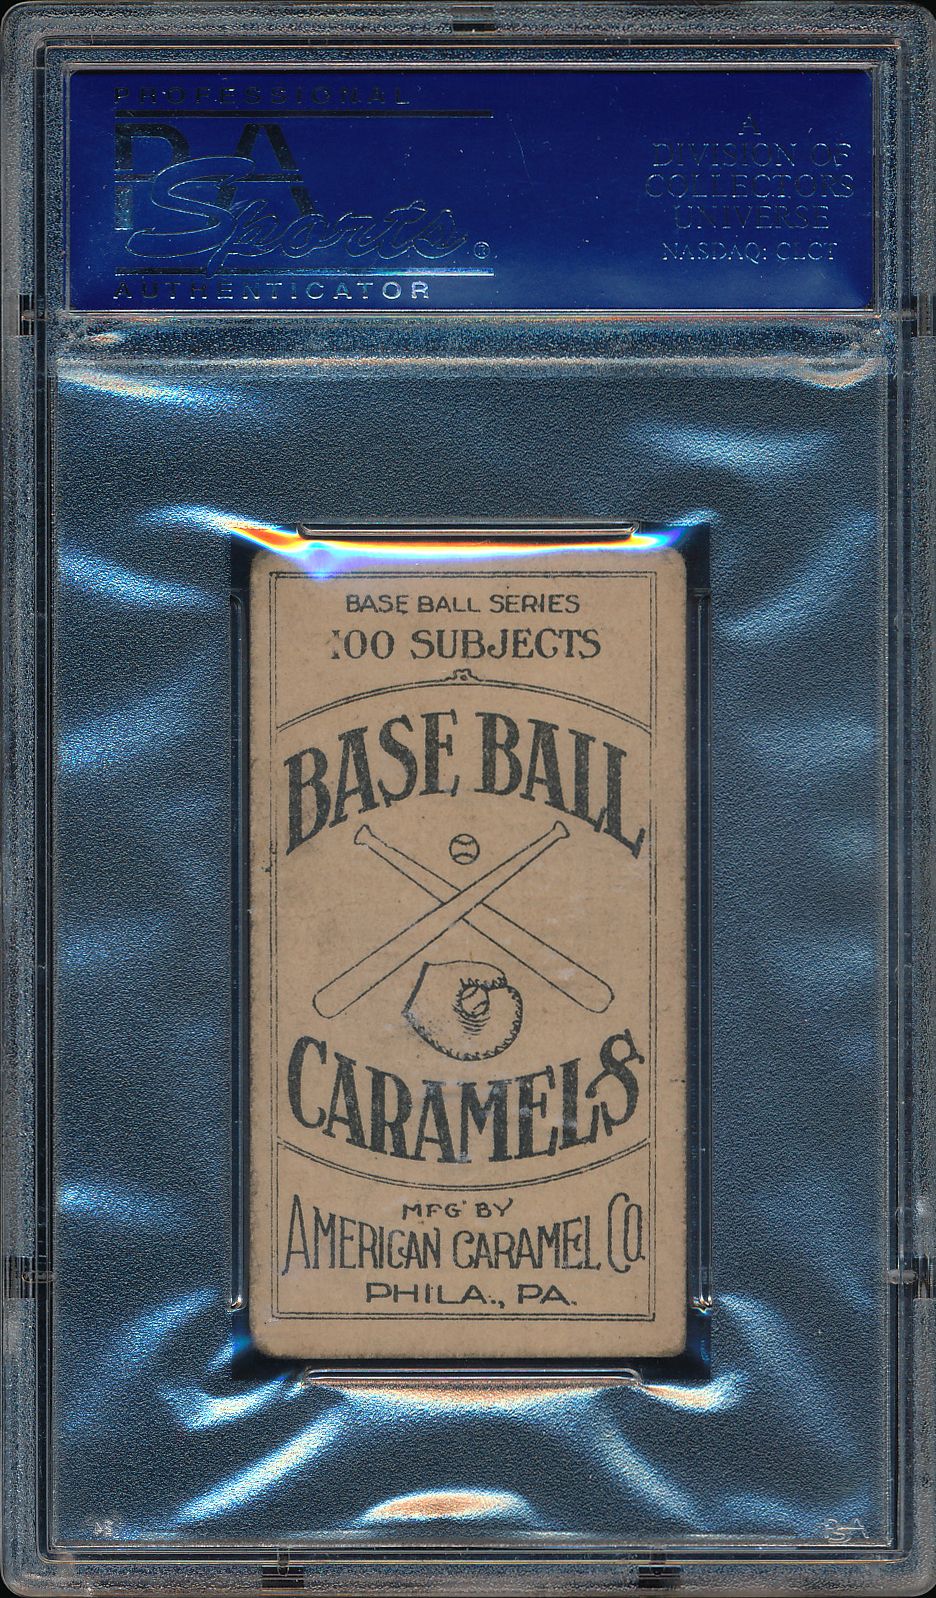 PROFESSIONAL
PSA
Sports®
AUTHENTICATOR
A
DIVISION OF
COLLECTORS
UNIVERSE
NASDAQ: CLCT
BASE BALL SERIES
100 SUBJECTS
BASE BALL
CARAMELS
MFG' BY
AMERICAN CARAMEL CO.
PHILA., PA.
PSA